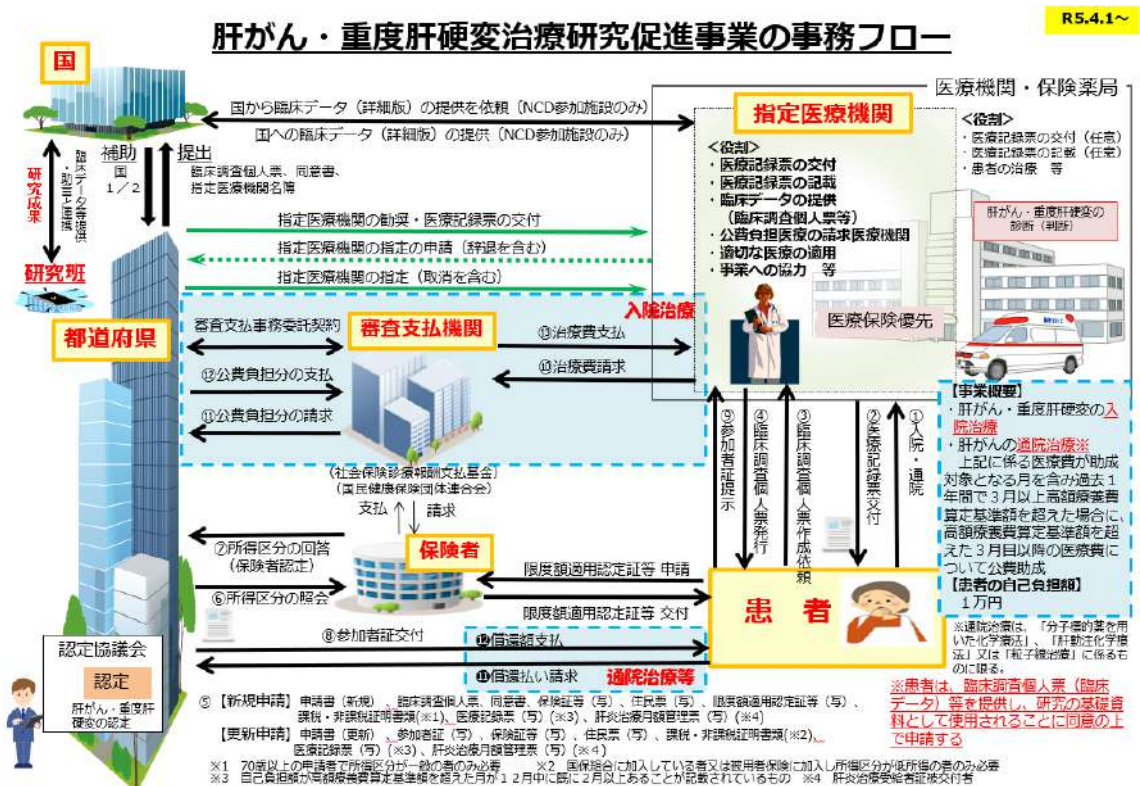 R5.4.1～
肝がん・重度肝硬変治療研究促進事業の事務フロー
国
医療機関・保険薬局
国から臨床データ（詳細版）の提供を依頼（NCD参加施設のみ）
国への臨床データ（詳細版）の提供（NCD参加施設のみ）
指定医療機関
<役割>
・医療記録票の交付
・医療記録票の記載
・臨床データの提供
（臨床調査個人票等）
・公費負担医療の請求医療機関
・適切な医療の適用
・事業への協力　等
<役割>
・医療記録票の交付（任意）
・医療記録票の記載（任意）
・患者の治療　等
肝がん・重度肝硬変の
診断（判断）
医療保険優先
研究成果
臨床データ等提供
・助言と連携
補助
国
１／２
提出
臨床調査個人票、同意書、
指定医療機関名簿
研究班
指定医療機関の勧奨・医療記録票の交付
指定医療機関の指定の申請（辞退を含む）
指定医療機関の指定（取消を含む）
都道府県
審査支払事務委託契約
審査支払機関
入院治療
⑬治療費支払
⑩治療費請求
⑫公費負担分の支払
⑪公費負担分の請求
（社会保険診療報酬支払基金）
（国民健康保険団体連合会）
支払
請求
⑨参加者証提示
④臨床調査個人票発行
③臨床調査個人票作成依頼
②医療記録票交付
①入院・通院
【事業概要】
・肝がん・重度肝硬変の入
院治療
・肝がんの通院治療※
上記に係る医療費が助成
対象となる月を含み過去１
年間で３月以上高額療養費
算定基準額を超えた場合に、
高額療養費算定基準額を超
えた３月目以降の医療費に
ついて公費助成
【患者の自己負担額】
１万円
※通院治療は、「分子標的薬を用
いた化学療法」、「肝動注化学療
法」又は「粒子線治療」に係るも
のに限る。
⑦所得区分の回答
（保険者認定）
⑥所得区分の照会
保険者
限度額適用認定証等 申請
限度額適用認定証等 交付
患　者
⑧参加者証交付
⓬償還額支払
⓫償還払い請求
通院治療等
認定協議会
認定
肝がん・重度肝
硬変の認定
※患者は、臨床調査個人票（臨床
データ）等を提供し、研究の基礎資
料として使用されることに同意の上
で申請する
⑤【新規申請】申請書（新規）、臨床調査個人票、同意書、保険証等（写）、住民票（写）、限度額適用認定証等（写）、
課税・非課税証明書類(※1)、医療記録票（写）(※３)、肝炎治療月額管理票（写）(※４)
【更新申請】申請書（更新）、参加者証（写）、保険証等（写）、住民票（写）、課税・非課税証明書類(※2)、
医療記録票（写）（※３）、肝炎治療月額管理票（写）（※４）
※１　70歳以上の申請者で所得区分が一般の者のみ必要　※２　国保組合に加入している者又は被用者保険に加入し所得区分が低所得の者のみ必要
※３　自己負担額が高額療養費算定基準額を超えた月が１２月中に既に２月以上あることが記載されているもの　※４　肝炎治療受給者証被交付者